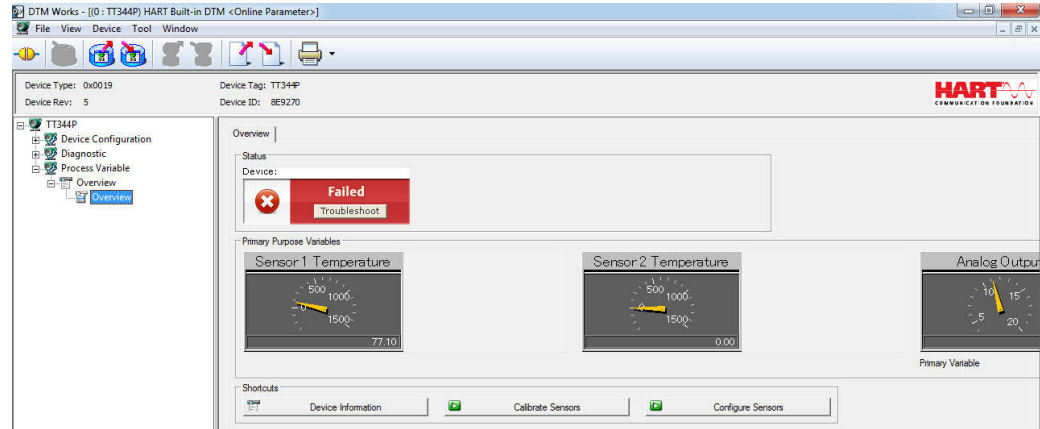 DTM Works - [(0 : TT344P) HART Built-in DTM <Online Parameter>]
File View Device Tool Window
Device Type: 0x0019 Device Tag: TT344P
Device Rev: 5 Device ID: 8E9270
HART
COMMUNICATION FOUNDATION
TT344P
Device Configuration
Diagnostic
Process Variable
Overview
Overview
Overview
Status
Device:
Failed
Troubleshoot
Primary Purpose Variables
Sensor 1 Temperature
0 500 1000 1500
77.10
Sensor 2 Temperature
0 500 1000 1500
0.00
Analog Outpu
5 10 15 20
Primary Variable
Shortcuts
Device Information Calibrate Sensors Configure Sensors